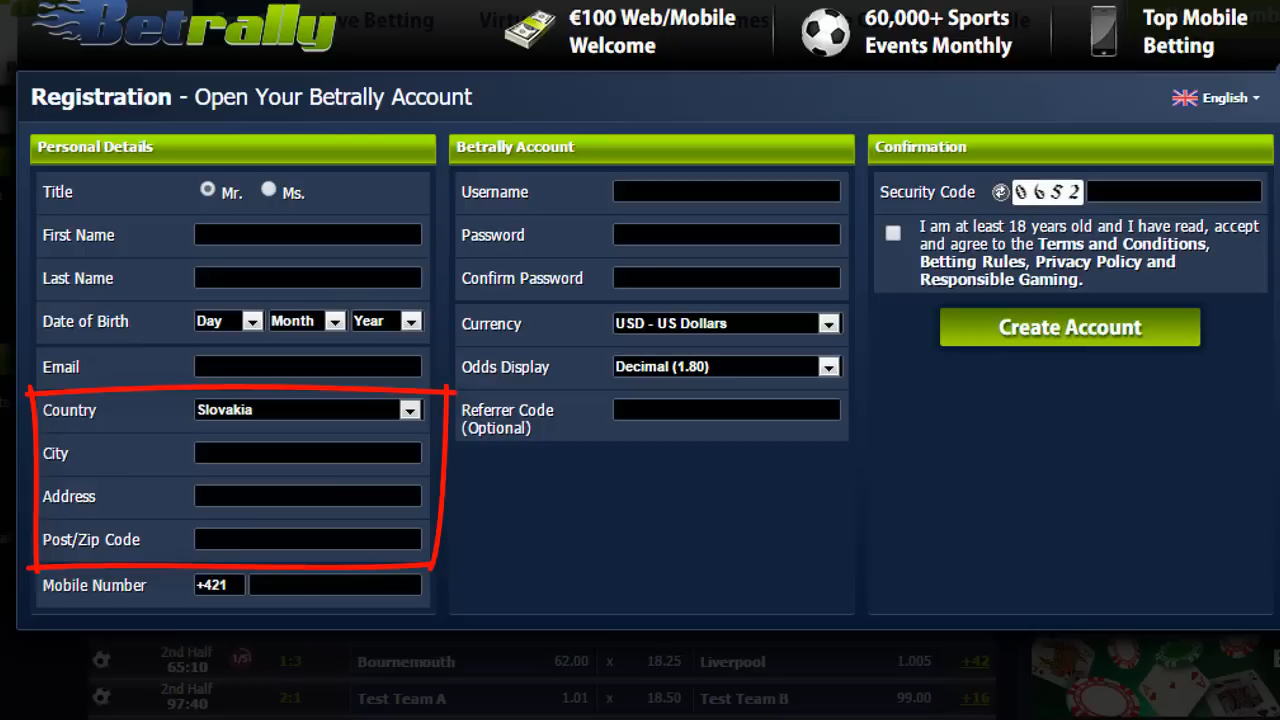 Betrally
€100 Web/Mobile
Welcome
60,000+ Sports
Events Monthly
Top Mobile
Betting
Live Betting
Registration - Open Your Betrally Account
English
Personal Details
Title
Mr.
Ms.
First Name
Last Name
Date of Birth
Day
Month
Year
Email
Country
Slovakia
City
Address
Post/Zip Code
Mobile Number
+421
Betrally Account
Username
Password
Confirm Password
Currency
USD - US Dollars
Odds Display
Decimal (1.80)
Referrer Code
(Optional)
Confirmation
Security Code
0652
I am at least 18 years old and I have read, accept
and agree to the Terms and Conditions,
Betting Rules, Privacy Policy and
Responsible Gaming.
Create Account
2nd Half
65:10
1/5
1:3
Bournemouth
62.00
x
18.25
Liverpool
1.005
+42
2nd Half
97:40
2:1
Test Team A
1.01
x
18.50
Test Team B
99.00
+16